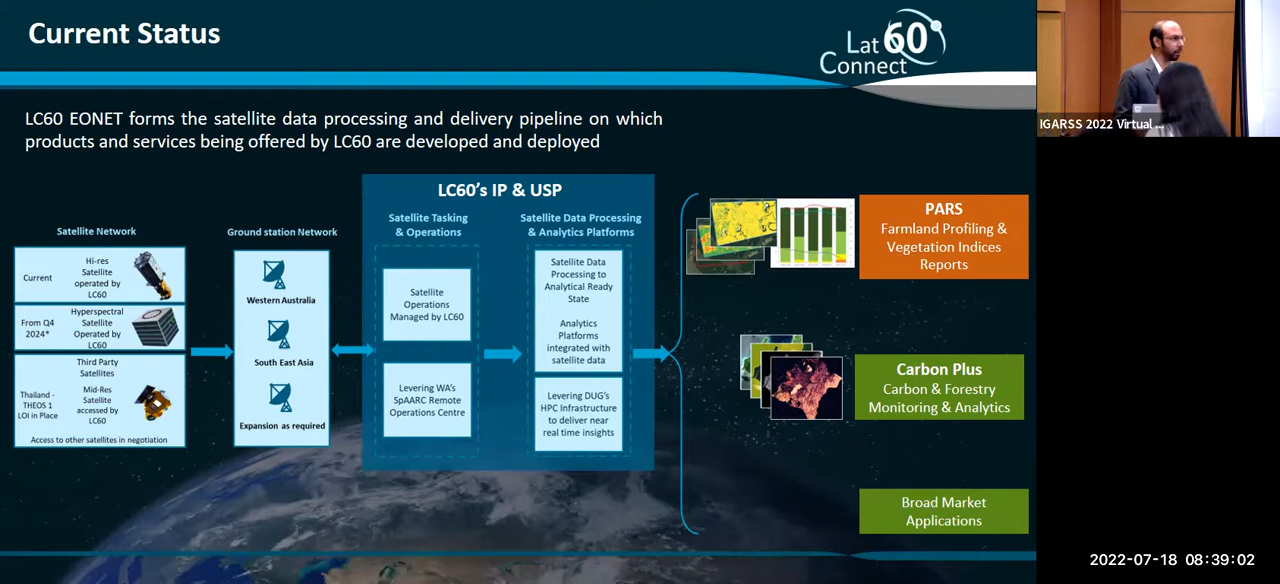 Current Status
Lat 60
Connect
IGARSS 2022 Virtual ...
LC60 EONET forms the satellite data processing and delivery pipeline on which
products and services being offered by LC60 are developed and deployed
Satellite Network
Current
Hi-res
Satellite
operated by
LC60
From Q4
2024*
Hyperspectral
Satellite
Operated by
LC60
Third Party
Satellites
Thailand -
THEOS 1
LOI in Place
Mid-Res
Satellite
accessed by
LC60
Access to other satellites in negotiation
Ground station Network
Western Australia
South East Asia
Expansion as required
LC60's IP & USP
Satellite Tasking
& Operations
Satellite
Operations
Managed by LC60
Levering WA's
SpAARC Remote
Operations Centre
Satellite Data Processing
& Analytics Platforms
Satellite Data
Processing to
Analytical Ready
State
Analytics
Platforms
integrated with
satellite data
Levering DUG's
HPC Infrastructure
to deliver near
real time insights
PARS
Farmland Profiling &
Vegetation Indices
Reports
Carbon Plus
Carbon & Forestry
Monitoring & Analytics
Broad Market
Applications
2022-07-18 08:39:02